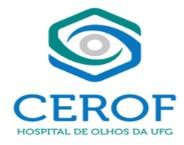 CEROF
HOSPITAL DE OLHOS DA UFG